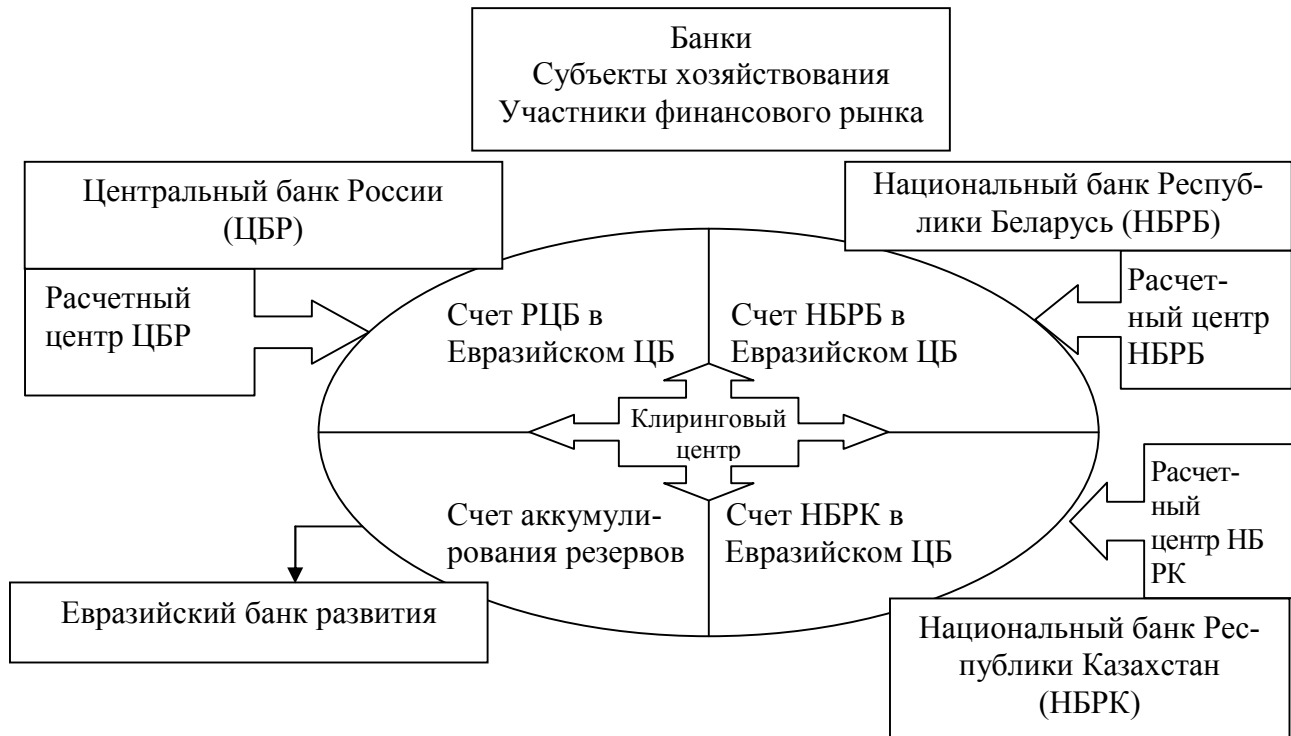 Банки
Субъекты хозяйствования
Участники финансового рынка
Центральный банк России
(ЦБР)
Национальный банк Респуб-
лики Беларусь (НБРБ)
Расчетный
центр ЦБР
Расчет-
ный центр
НБРБ
Счет РЦБ в
Евразийском ЦБ
Счет НБРБ в
Евразийском ЦБ
Клиринговый
центр
Счет аккумули-
рования резервов
Счет НБРК в
Евразийском ЦБ
Расчет-
ный
центр НБ
РК
Евразийский банк развития
Национальный банк Рес-
публики Казахстан
(НБРК)